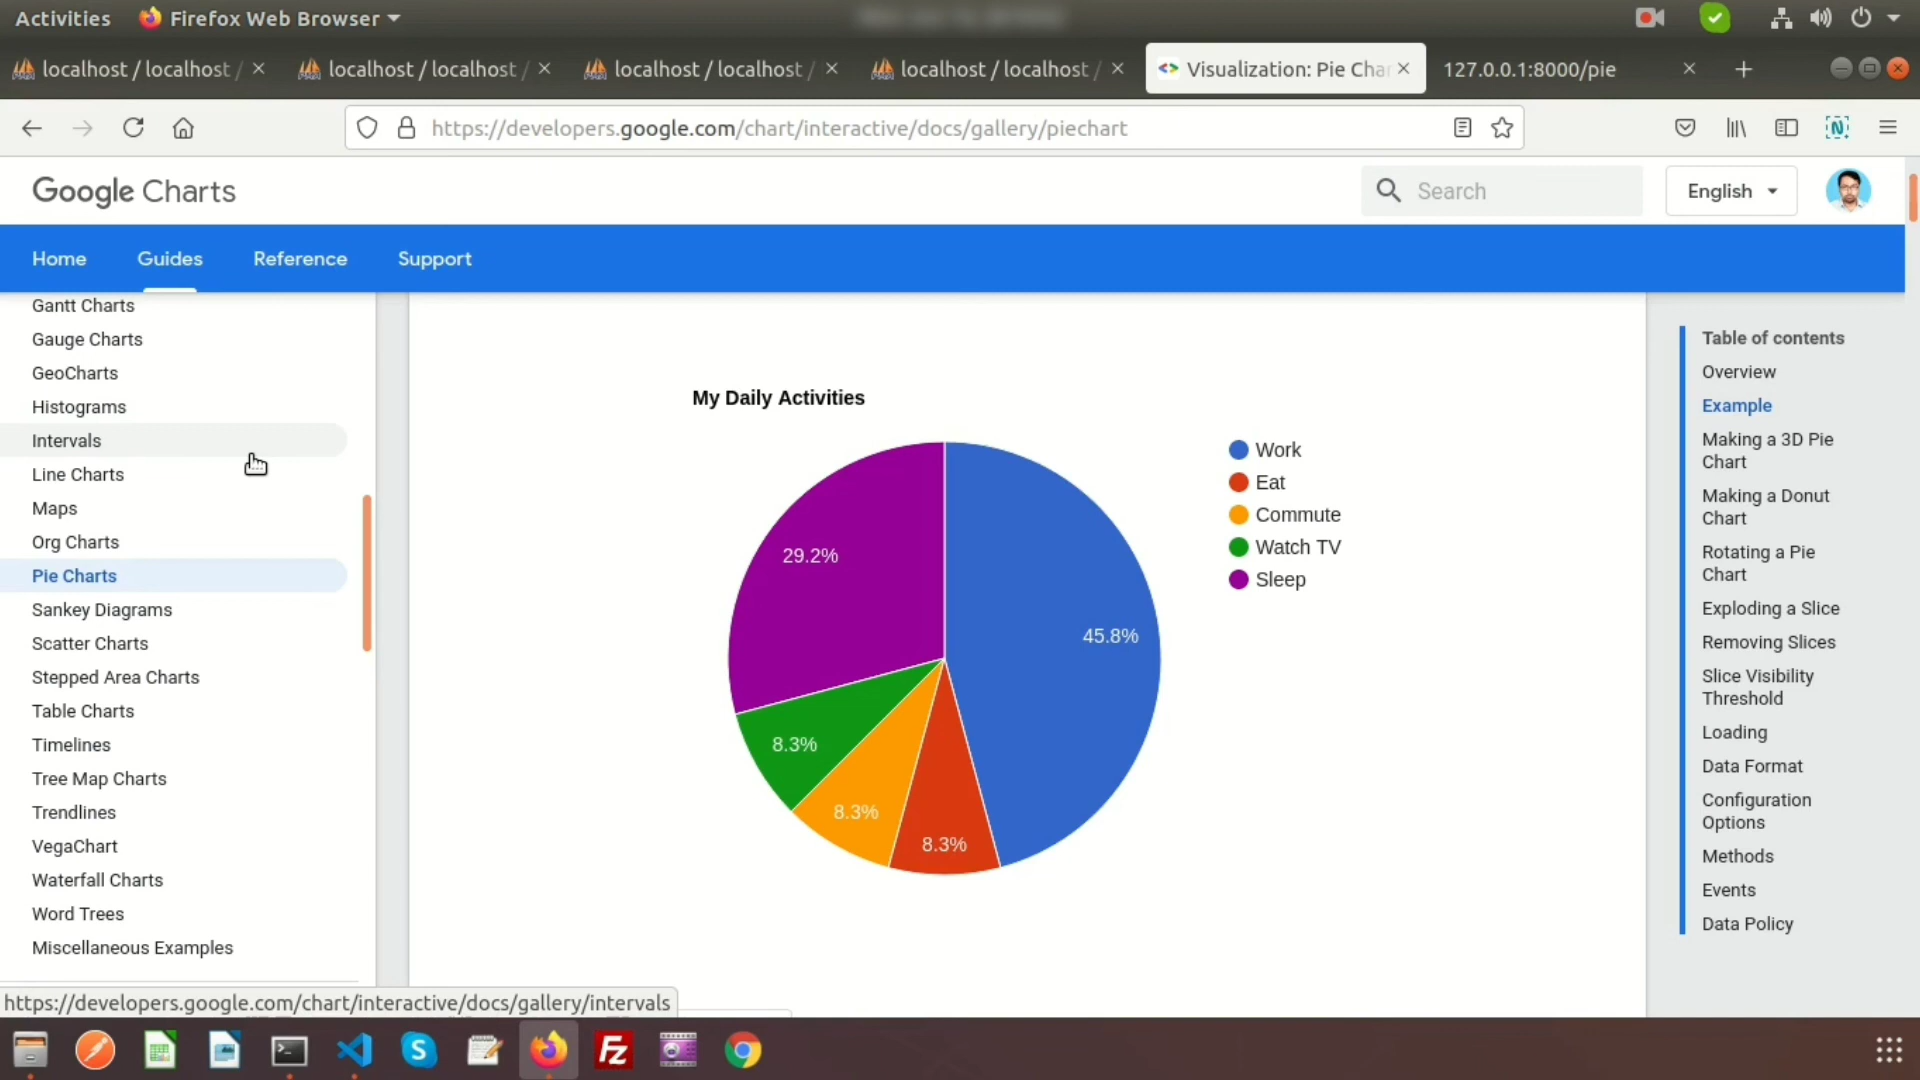 Activities
Firefox Web Browser
localhost / localhost /
localhost / localhost /
localhost / localhost /
localhost / localhost /
Visualization: Pie Char
127.0.0.1:8000/pie
https://developers.google.com/chart/interactive/docs/gallery/piechart
Google Charts
Search
English
Home
Guides
Reference
Support
Gantt Charts
Gauge Charts
GeoCharts
Histograms
Intervals
Line Charts
Maps
Org Charts
Pie Charts
Sankey Diagrams
Scatter Charts
Stepped Area Charts
Table Charts
Timelines
Tree Map Charts
Trendlines
VegaChart
Waterfall Charts
Word Trees
Miscellaneous Examples
My Daily Activities
29.2%
45.8%
8.3%
8.3%
8.3%
Work
Eat
Commute
Watch TV
Sleep
Table of contents
Overview
Example
Making a 3D Pie
Chart
Making a Donut
Chart
Rotating a Pie
Chart
Exploding a Slice
Removing Slices
Slice Visibility
Threshold
Loading
Data Format
Configuration
Options
Methods
Events
Data Policy
https://developers.google.com/chart/interactive/docs/gallery/intervals